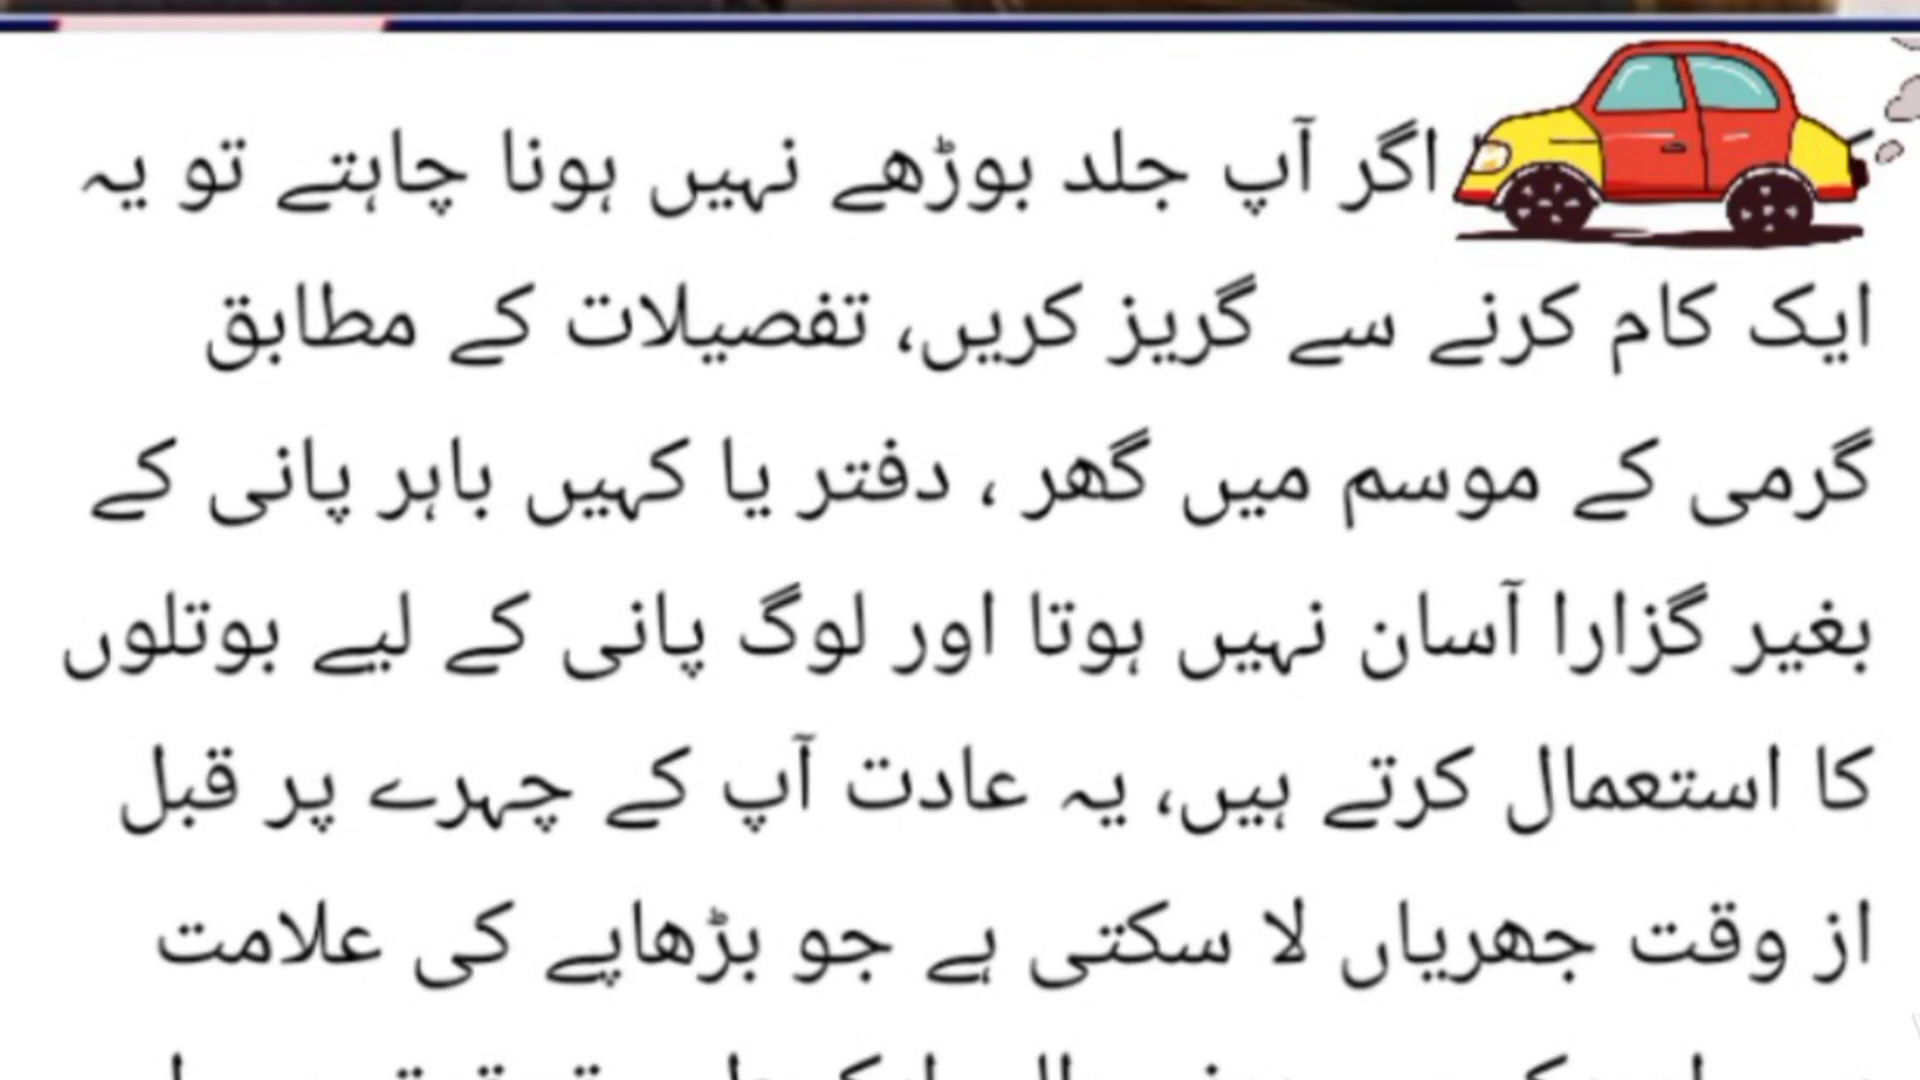 اگر آپ جلد بوڑھے نہیں ہونا چاہتے تو یہ
ایک کام کرنے سے گریز کریں، تفصیلات کے مطابق
گرمی کے موسم میں گھر ، دفتر یا کہیں باہر پانی کے
بغیر گزارا آسان نہیں ہوتا اور لوگ پانی کے لیے بوتلوں
کا استعمال کرتے ہیں، یہ عادت آپ کے چہرے پر قبل
از وقت جھریاں لا سکتی ہے جو بڑھاپے کی علامت